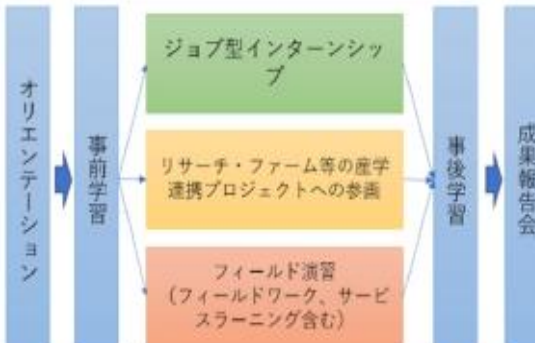 オリエンテーション
事前学習
ジョブ型インターンシッ
プ
リサーチ・ファーム等の産学
連携プロジェクトへの参画
フィールド演習
（フィールドワーク、サービ
スラーニング含む）
事後学習
成果報告会